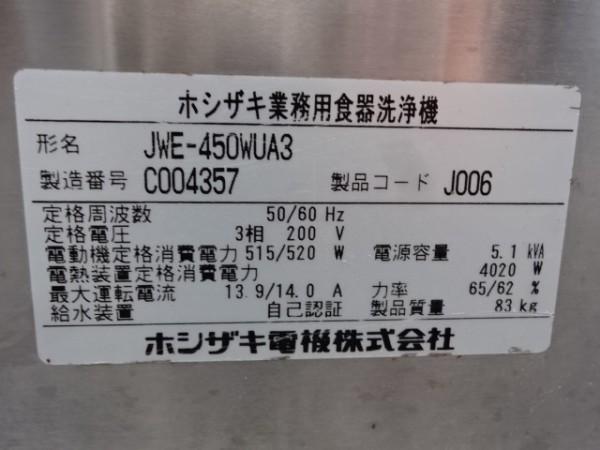 ホシザキ業務用食器洗浄機
形名 JWE-450WUA3
製造番号 C004357 製品コード J006
定格周波数 50/60 Hz
定格電圧 3相 200 V
電動機定格消費電力 515/520 W 電源容量 5.1 kVA
電熱装置定格消費電力 4020 W
最大運転電流 13.9/14.0 A 力率 65/62 %
給水装置 自己認証 製品質量 83 kg
ホシザキ電機株式会社